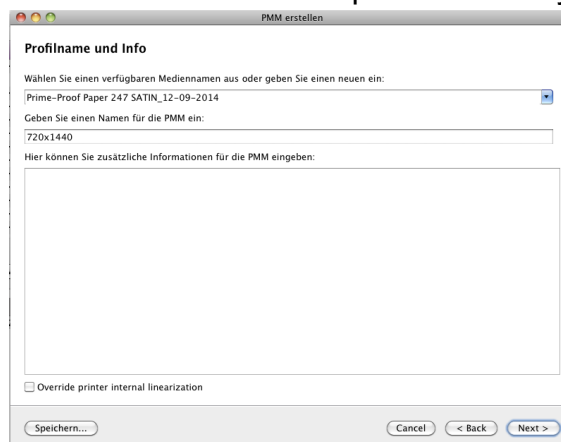 PMM erstellen
Profilname und Info
Wählen Sie einen verfügbaren Mediennamen aus oder geben Sie einen neuen ein:
Prime-Proof Paper 247 SATIN_12-09-2014
Geben Sie einen Namen für die PMM ein:
720x1440
Hier können Sie zusätzliche Informationen für die PMM eingeben:
Override printer internal linearization
Speichern... Cancel < Back Next >